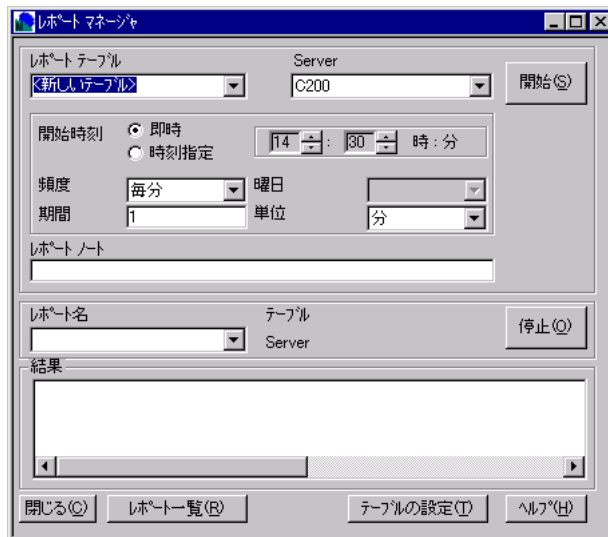 レポート マネージャ
レポート テーブル
Server
<新しいテーブル>
C200
開始(S)
開始時刻
即時
時刻指定
14 : 30 時 : 分
頻度
毎分
曜日
期間
1
単位
分
レポート ノート
レポート名
テーブル
Server
停止(O)
結果
閉じる(C)
レポート一覧(R)
テーブルの設定(T)
ヘルプ(H)